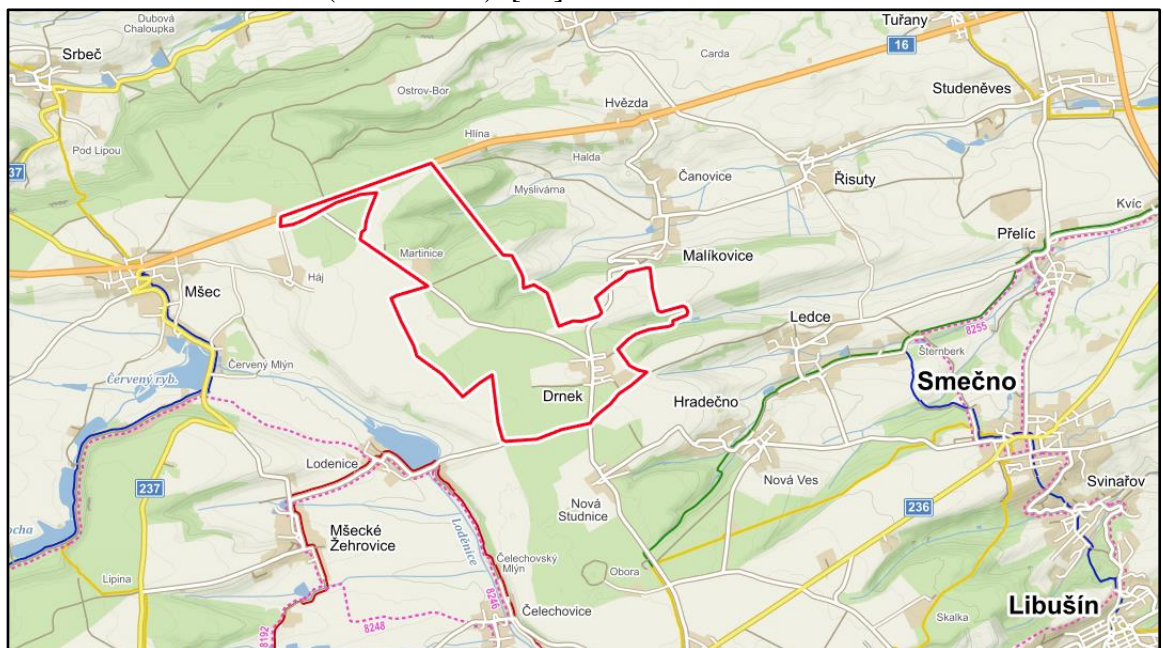 Dubová
Chaloupka
Srbeč
Pod Lipou
37
Ostrov-Bor
Carda
16
Tuřany
Studeněves
Hvězda
Hlína
Halda
Čanovice
Řisuty
Myslivárna
Kvíc
Přelíc
Malíkovice
Martinice
Háj
Mšec
Červený Mlýn
Červený ryb.
Ledce
Šternberk
8255
Smečno
Drnek
Hradečno
Lodenice
237
Nová Ves
236
Svinařov
Nová
Studnice
Mšecké
Žehrovice
Loděnice
Čelechovský
Mlýn
Lipina
Obora
Skalka
Libušín
Čelechovice
8246
8248
8192